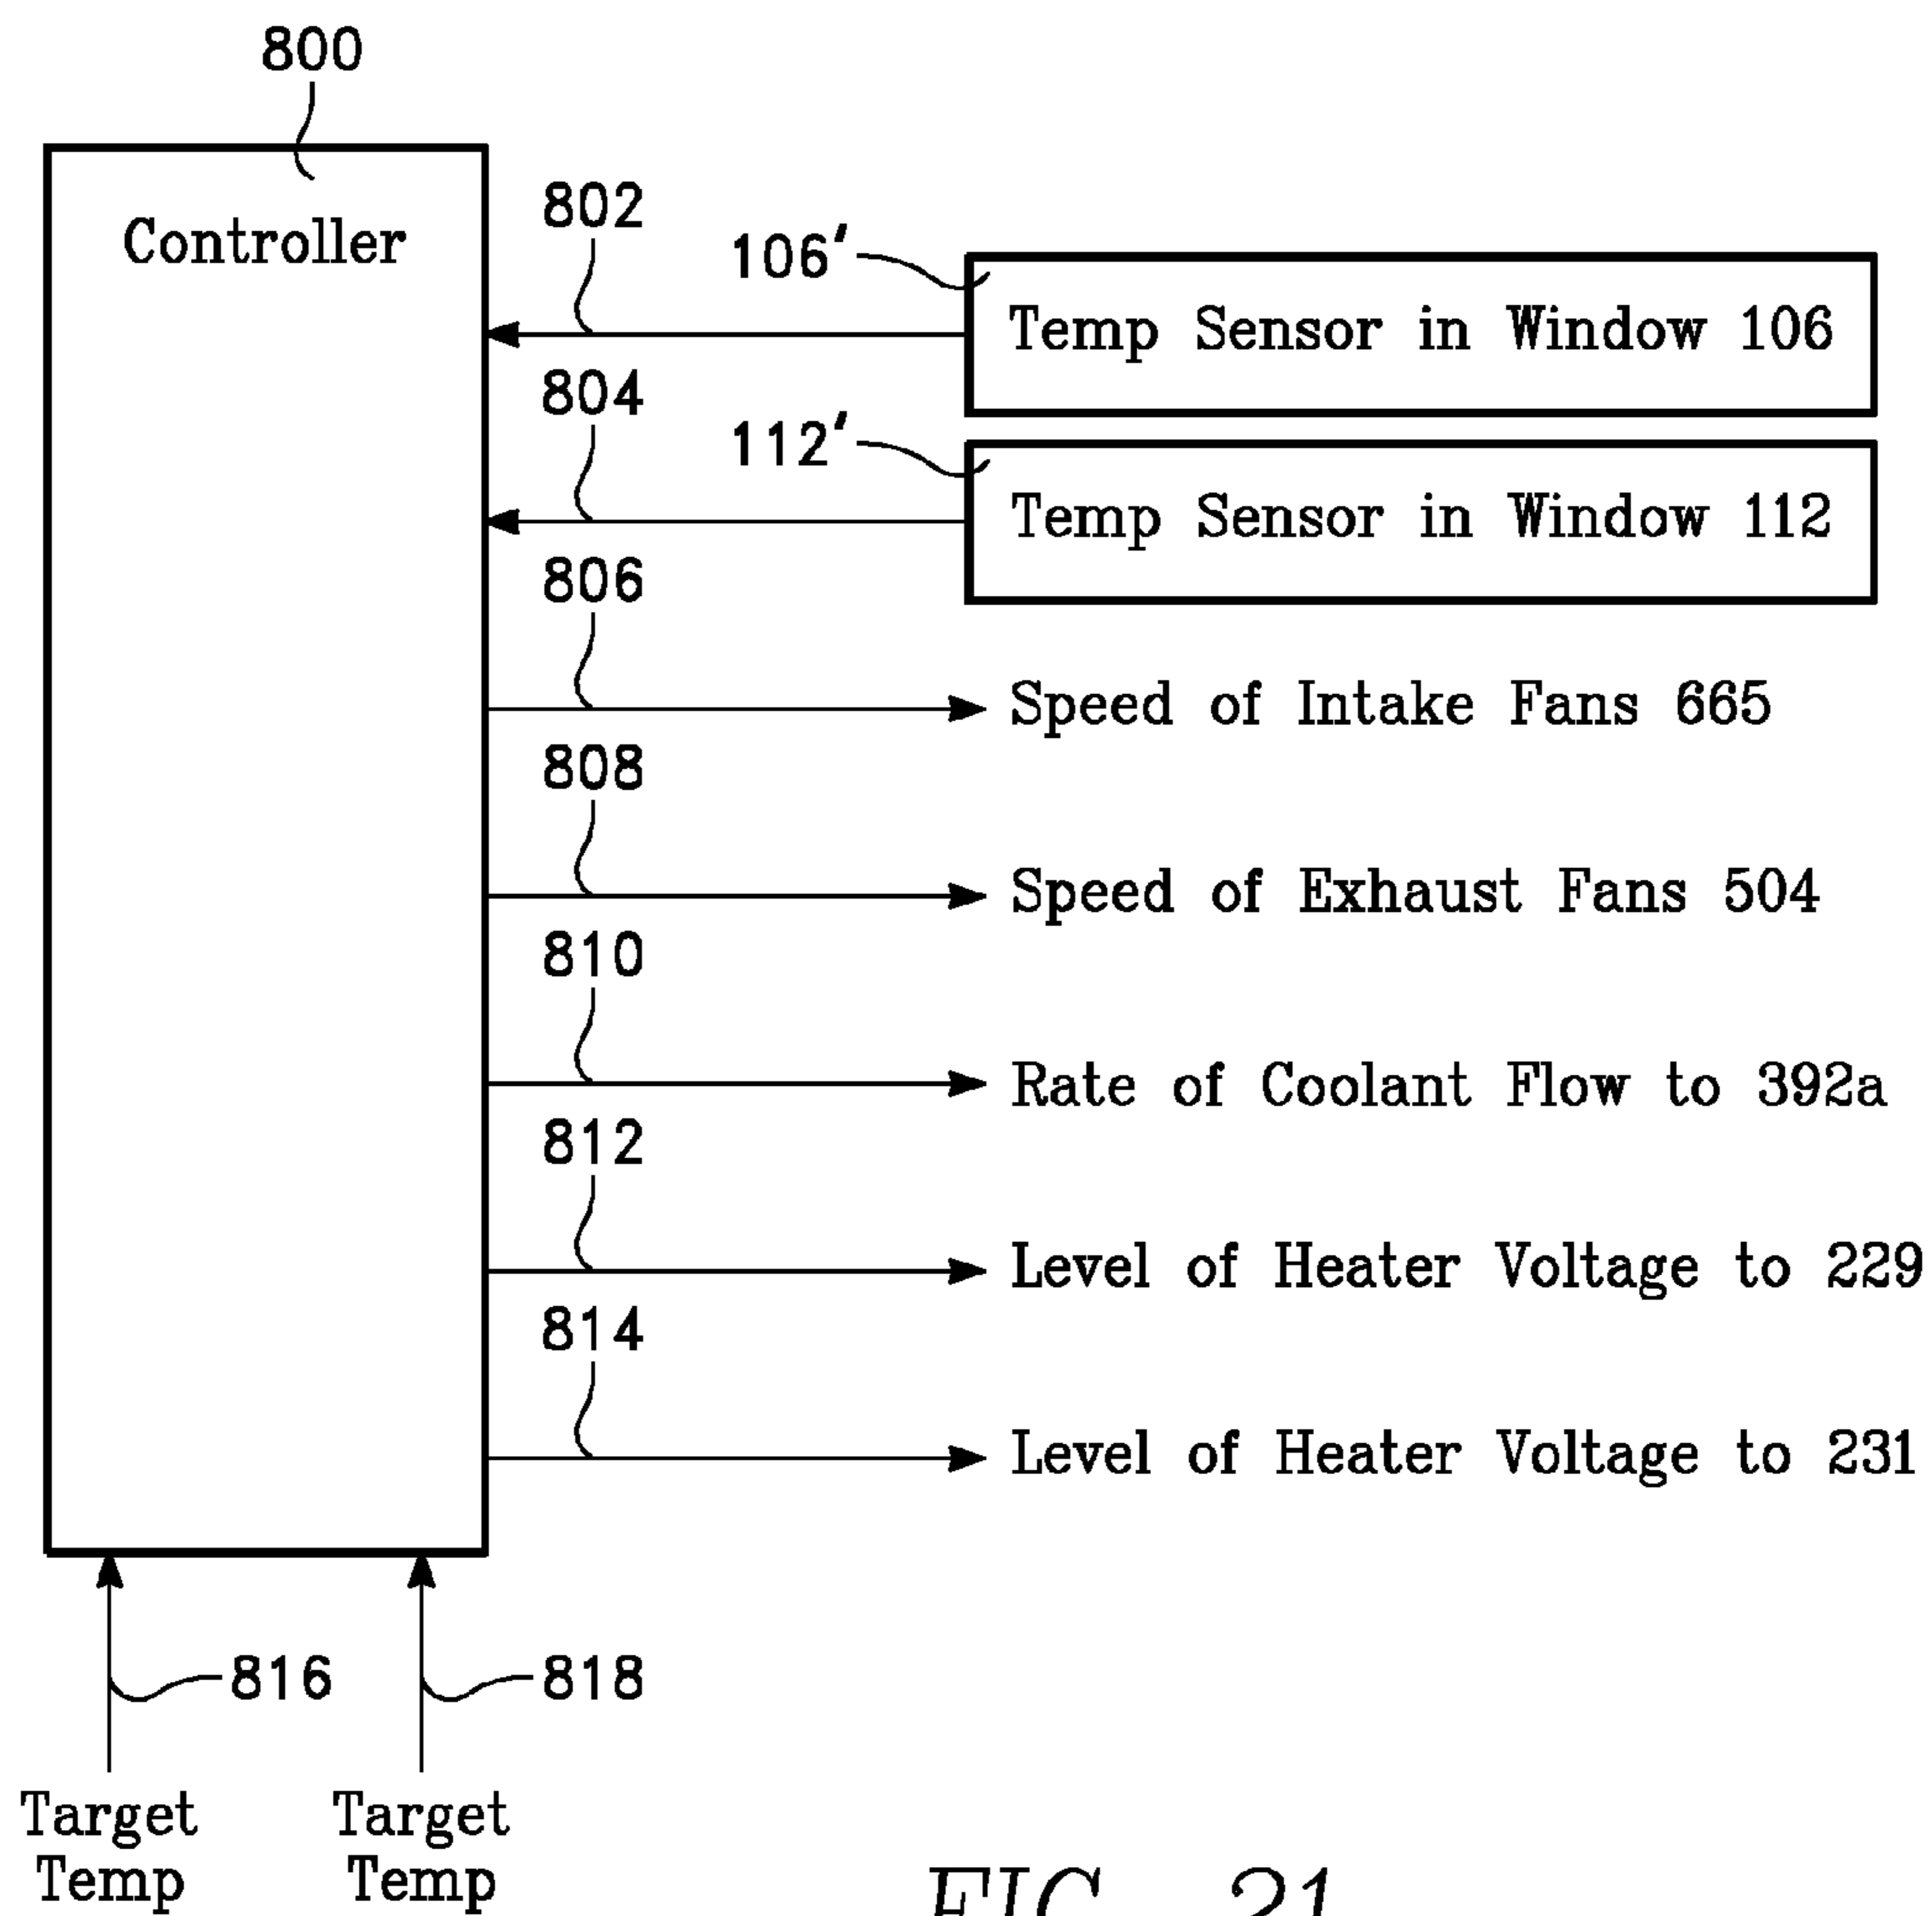 800
Controller
802
106′
Temp Sensor in Window 106
804
112′
Temp Sensor in Window 112
806
Speed of Intake Fans 665
808
Speed of Exhaust Fans 504
810
Rate of Coolant Flow to 392a
812
Level of Heater Voltage to 229
814
Level of Heater Voltage to 231
816
818
Target
Temp
Target
Temp
FIG. 21